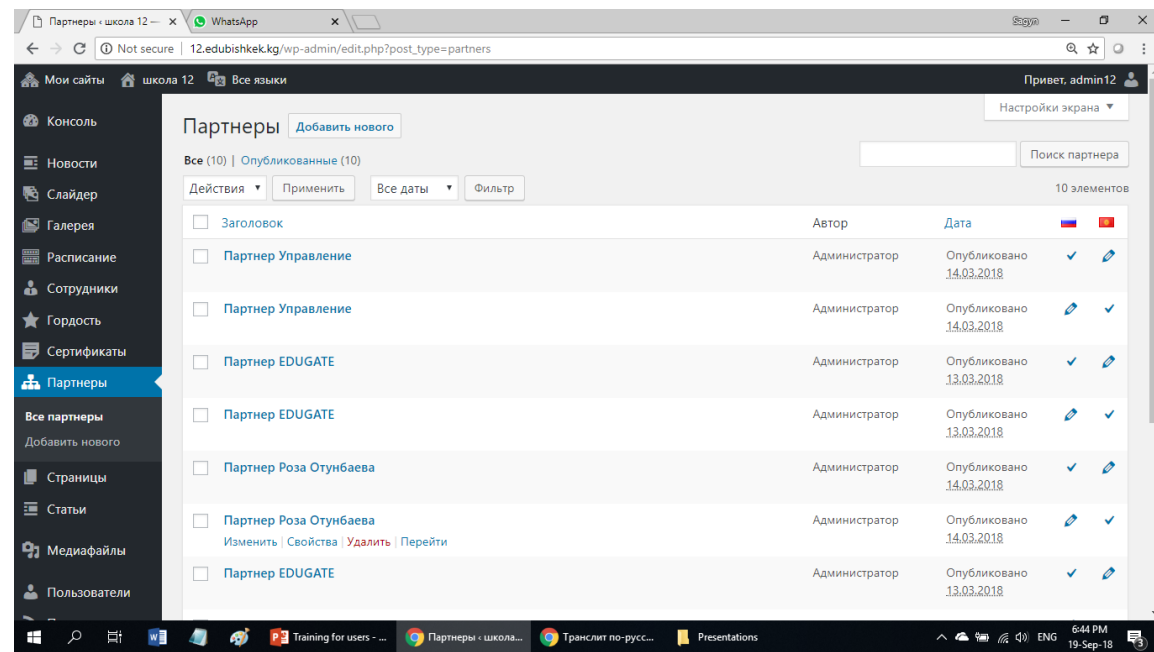 Партнеры ‹ школа 12 —
WhatsApp
Sagyn
Not secure | 12.edubishkek.kg/wp-admin/edit.php?post_type=partners
Мои сайты школа 12 Все языки Привет, admin12
Настройки экрана
Консоль
Новости
Слайдер
Галерея
Расписание
Сотрудники
Гордость
Сертификаты
Партнеры
Все партнеры
Добавить нового
Страницы
Статьи
Медиафайлы
Пользователи
Партнеры Добавить нового
Все (10) | Опубликованные (10)
Поиск партнера
Действия Применить Все даты Фильтр 10 элементов
Заголовок Автор Дата
Партнер Управление Администратор Опубликовано
14.03.2018
Партнер Управление Администратор Опубликовано
14.03.2018
Партнер EDUGATE Администратор Опубликовано
13.03.2018
Партнер EDUGATE Администратор Опубликовано
13.03.2018
Партнер Роза Отунбаева Администратор Опубликовано
14.03.2018
Партнер Роза Отунбаева Администратор Опубликовано
Изменить | Свойства | Удалить | Перейти 14.03.2018
Партнер EDUGATE Администратор Опубликовано
13.03.2018
Training for users - ... Партнеры ‹ школа... Транслит по-русс... Presentations ENG 6:44 PM
19-Sep-18
3